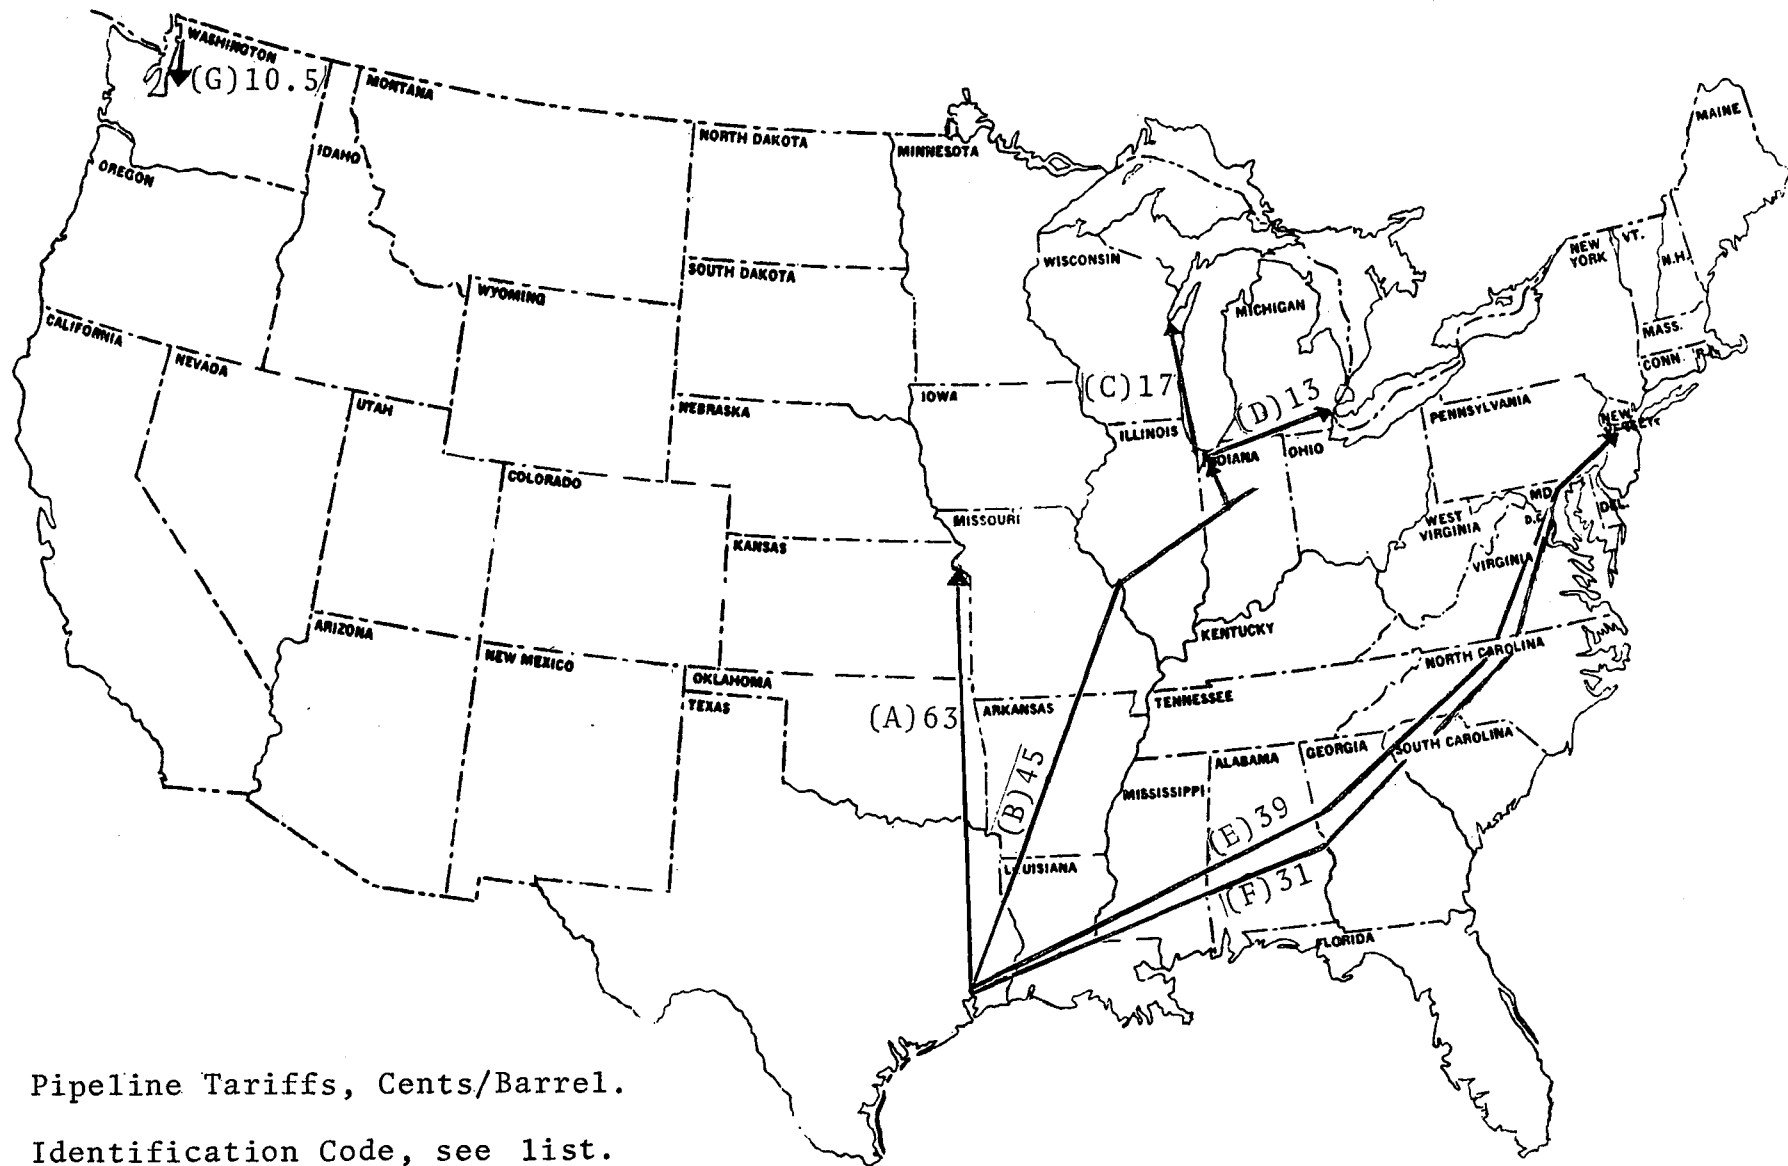 WASHINGTON
(G)10.5
MONTANA
NORTH DAKOTA
MINNESOTA
MAINE
IDAHO
OREGON
WISCONSIN
NEW
YORK
VT.
N.H.
SOUTH DAKOTA
WYOMING
MICHIGAN
CALIFORNIA
MASS.
CONN.
NEVADA
(C)17
(D)13
IOWA
UTAH
NEBRASKA
PENNSYLVANIA
NEW
JERSEY
ILLINOIS
DIANA
OHIO
COLORADO
MD
DEL.
D.C.
MISSOURI
WEST
VIRGINIA
KANSAS
VIRGINIA
ARIZONA
KENTUCKY
NEW MEXICO
NORTH CAROLINA
OKLAHOMA
TEXAS
(A)63
ARKANSAS
TENNESSEE
SOUTH CAROLINA
GEORGIA
ALABAMA
MISSISSIPPI
(B)45
(E)39
LOUISIANA
(F)31
FLORIDA
Pipeline Tariffs, Cents/Barrel.
Identification Code, see list.